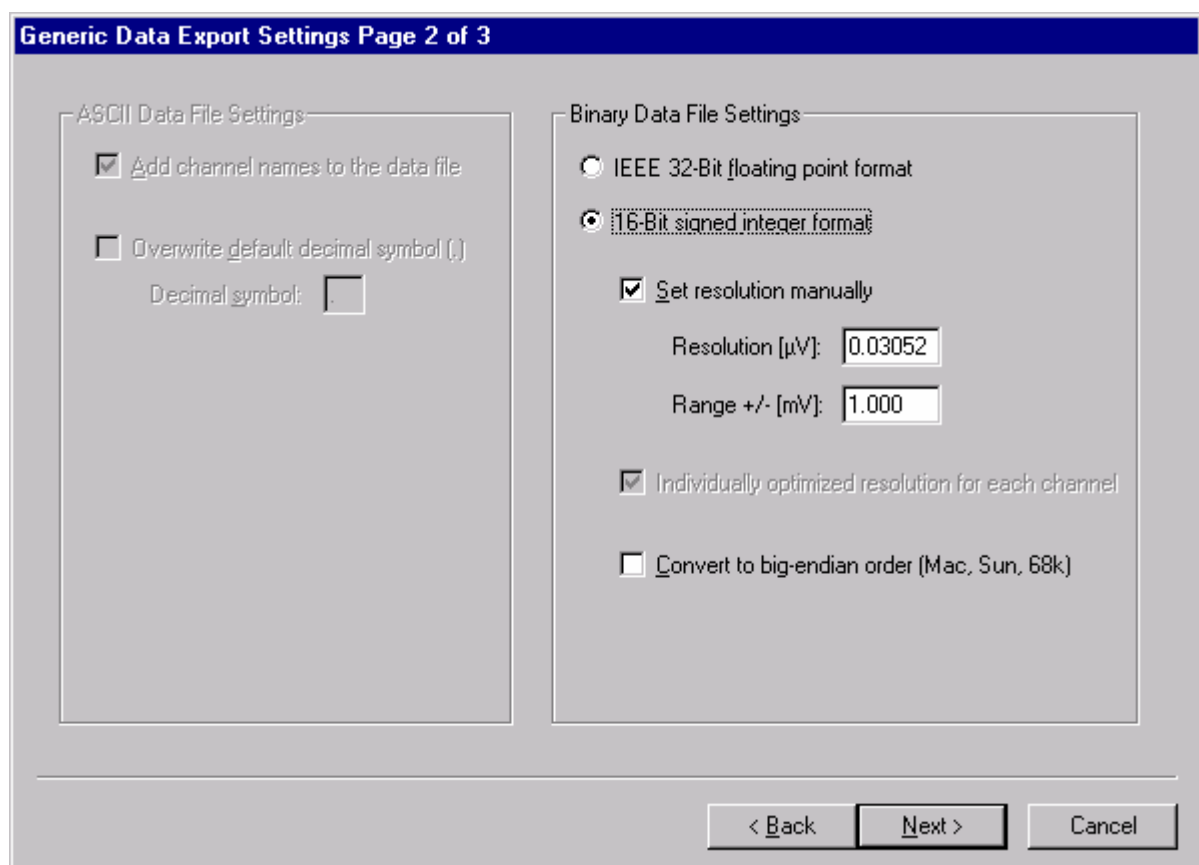 Generic Data Export Settings Page 2 of 3
ASCII Data File Settings
Add channel names to the data file
Overwrite default decimal symbol (.)
Decimal symbol: .
Binary Data File Settings
IEEE 32-Bit floating point format
16-Bit signed integer format
Set resolution manually
Resolution [µV]: 0.03052
Range +/- [mV]: 1.000
Individually optimized resolution for each channel
Convert to big-endian order (Mac, Sun, 68k)
< Back Next > Cancel